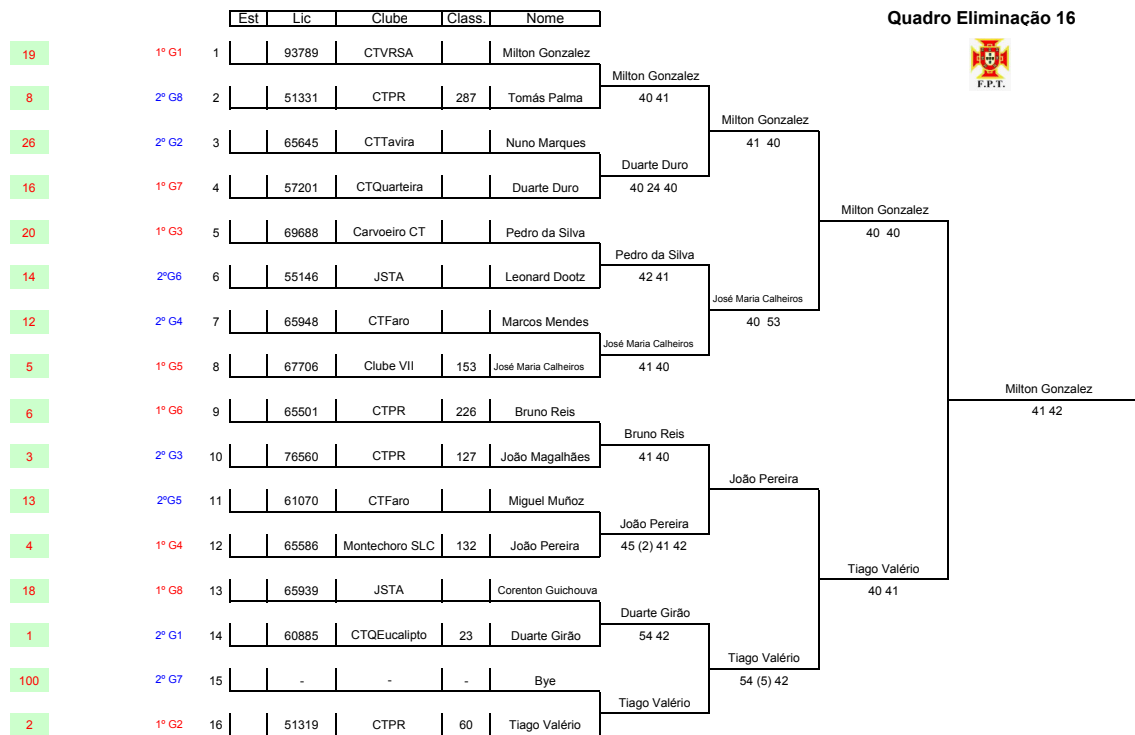 Est Lic Clube Class. Nome
Quadro Eliminação 16
F.P.T.
19 1º G1 1 93789 CTVRSA Milton Gonzalez
Milton Gonzalez
8 2º G8 2 51331 CTPR 287 Tomás Palma
40 41
Milton Gonzalez
26 2º G2 3 65645 CTTavira Nuno Marques
41 40
Duarte Duro
16 1º G7 4 57201 CTQuarteira Duarte Duro
40 24 40
Milton Gonzalez
20 1º G3 5 69688 Carvoeiro CT Pedro da Silva
40 40
Pedro da Silva
14 2ºG6 6 55146 JSTA Leonard Dootz
42 41
José Maria Calheiros
12 2º G4 7 65948 CTFaro Marcos Mendes
40 53
José Maria Calheiros
5 1º G5 8 67706 Clube VII 153 José Maria Calheiros
41 40
Milton Gonzalez
6 1º G6 9 65501 CTPR 226 Bruno Reis
41 42
Bruno Reis
3 2º G3 10 76560 CTPR 127 João Magalhães
41 40
João Pereira
13 2ºG5 11 61070 CTFaro Miguel Muñoz
João Pereira
4 1º G4 12 65586 Montechoro SLC 132 João Pereira
45 (2) 41 42
Tiago Valério
18 1º G8 13 65939 JSTA Corenton Guichouva
40 41
Duarte Girão
1 2º G1 14 60885 CTQEucalipto 23 Duarte Girão
54 42
Tiago Valério
100 2º G7 15 - - - Bye
54 (5) 42
Tiago Valério
2 1º G2 16 51319 CTPR 60 Tiago Valério